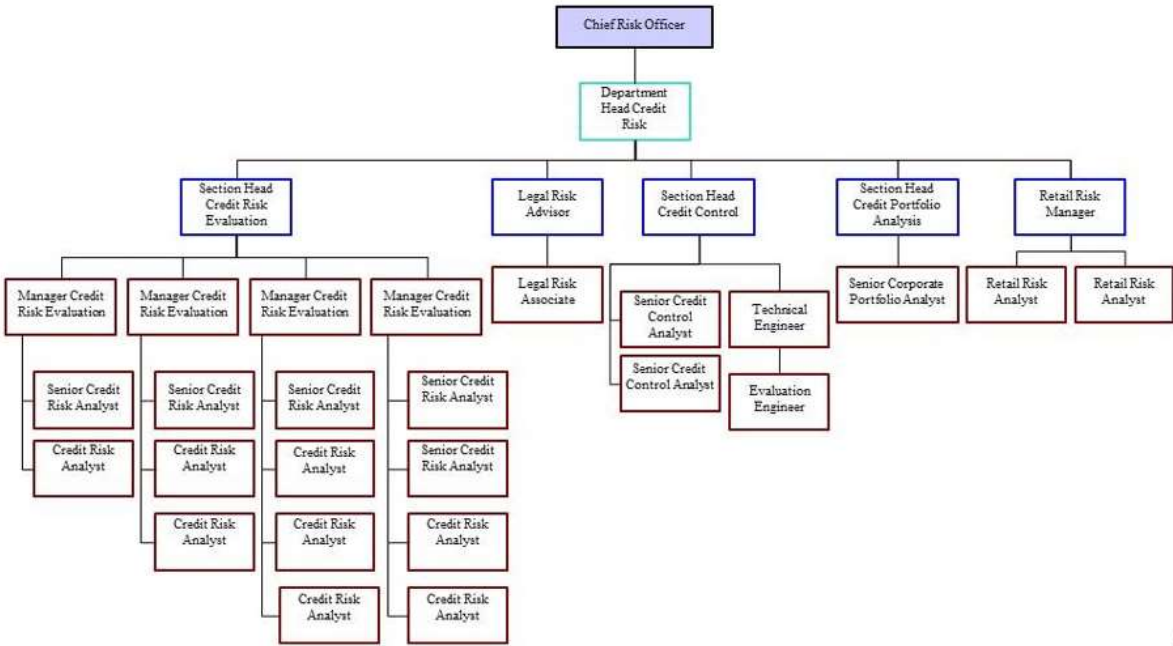 Chief Risk Officer
Department
Head Credit
Risk
Section Head
Credit Risk
Evaluation
Legal Risk
Advisor
Section Head
Credit Control
Section Head
Credit Portfolio
Analysis
Retail Risk
Manager
Manager Credit
Risk Evaluation
Manager Credit
Risk Evaluation
Manager Credit
Risk Evaluation
Manager Credit
Risk Evaluation
Legal Risk
Associate
Senior Credit
Control
Analyst
Technical
Engineer
Senior Corporate
Portfolio Analyst
Retail Risk
Analyst
Retail Risk
Analyst
Senior Credit
Control Analyst
Evaluation
Engineer
Senior Credit
Risk Analyst
Senior Credit
Risk Analyst
Senior Credit
Risk Analyst
Senior Credit
Risk Analyst
Credit Risk
Analyst
Credit Risk
Analyst
Credit Risk
Analyst
Senior Credit
Risk Analyst
Credit Risk
Analyst
Credit Risk
Analyst
Credit Risk
Analyst
Credit Risk
Analyst
Credit Risk
Analyst